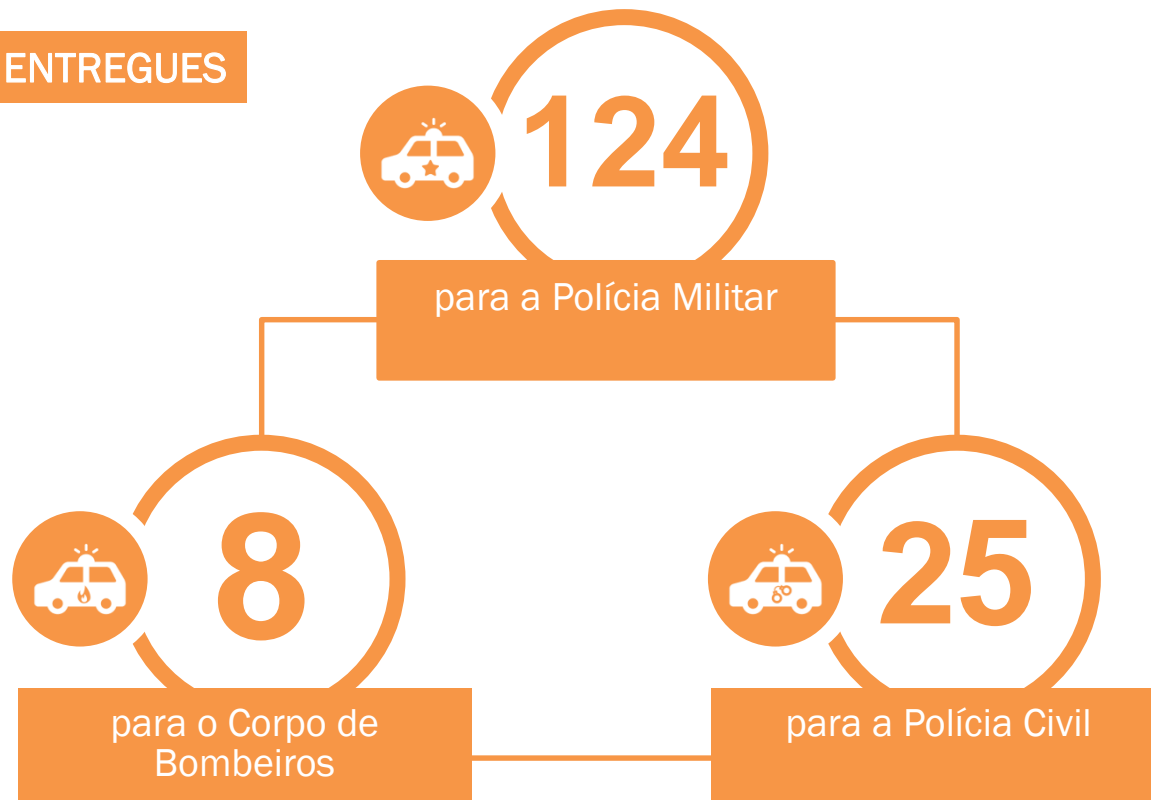 ENTREGUES
124
para a Polícia Militar
8
para o Corpo de
Bombeiros
25
para a Polícia Civil